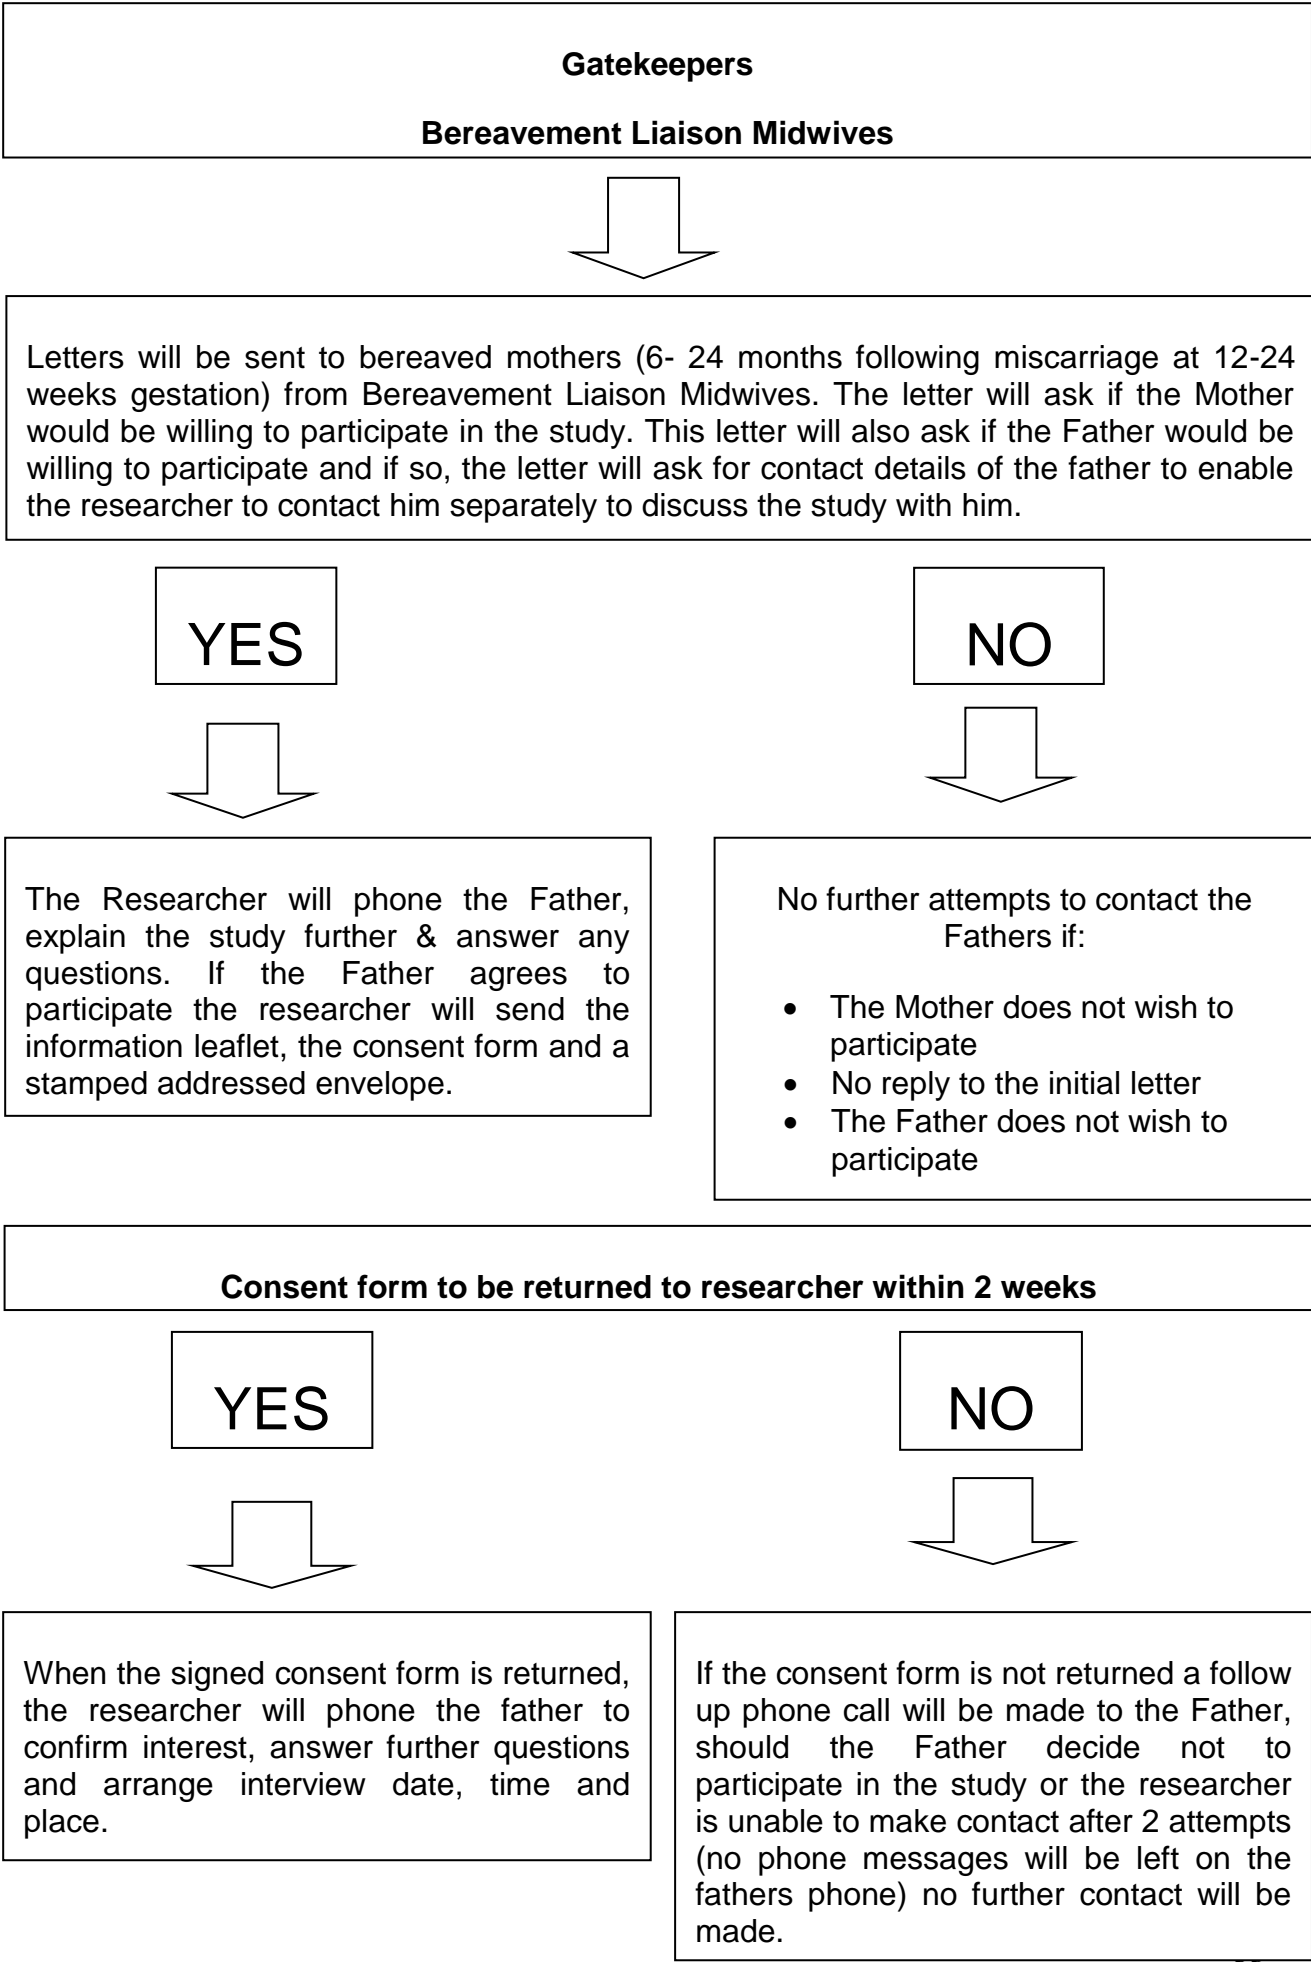 Gatekeepers
Bereavement Liaison Midwives
Letters will be sent to bereaved mothers (6- 24 months following miscarriage at 12-24
weeks gestation) from Bereavement Liaison Midwives. The letter will ask if the Mother
would be willing to participate in the study. This letter will also ask if the Father would be
willing to participate and if so, the letter will ask for contact details of the father to enable
the researcher to contact him separately to discuss the study with him.
YES
NO
The Researcher will phone the Father,
explain the study further & answer any
questions. If the Father agrees to
participate the researcher will send the
information leaflet, the consent form and a
stamped addressed envelope.
No further attempts to contact the
Fathers if:
• The Mother does not wish to
participate
• No reply to the initial letter
• The Father does not wish to
participate
Consent form to be returned to researcher within 2 weeks
YES
NO
When the signed consent form is returned,
the researcher will phone the father to
confirm interest, answer further questions
and arrange interview date, time and
place.
If the consent form is not returned a follow
up phone call will be made to the Father,
should the Father decide not to
participate in the study or the researcher
is unable to make contact after 2 attempts
(no phone messages will be left on the
fathers phone) no further contact will be
made.